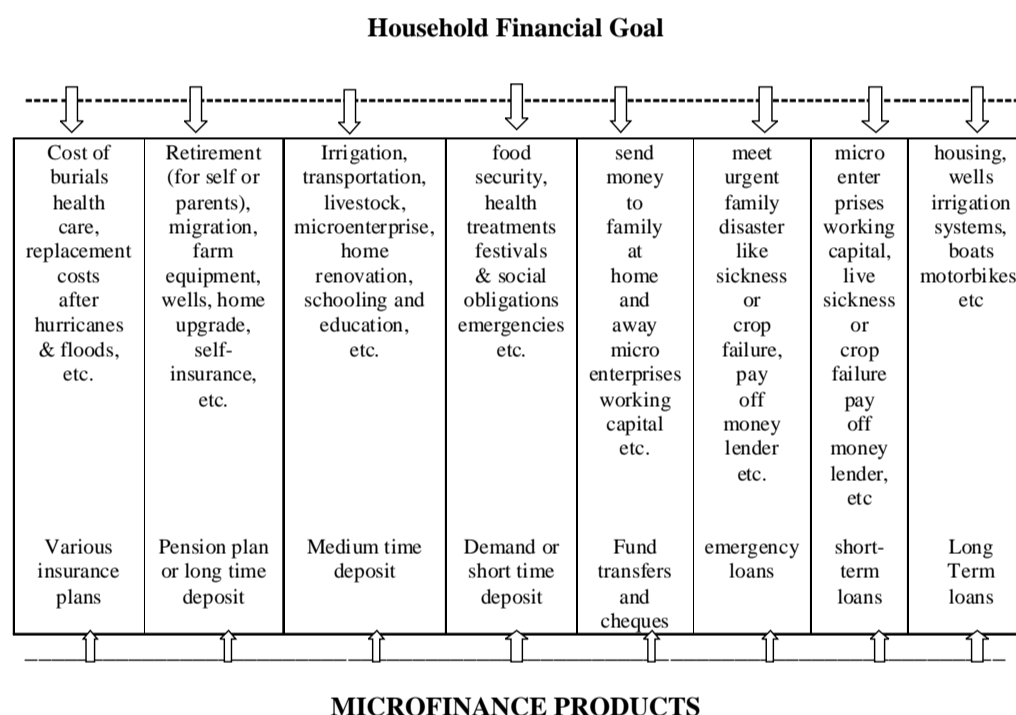 Household Financial Goal
Cost of
burials
health
care,
replacement
costs
after
hurricanes
& floods,
etc.
Various
insurance
plans
Retirement
(for self or
parents),
migration,
farm
equipment,
wells, home
upgrade,
self-
insurance,
etc.
Pension plan
or long time
deposit
Irrigation,
transportation,
livestock,
microenterprise,
home
renovation,
schooling and
education,
etc.
Medium time
deposit
food
security,
health
treatments
festivals
& social
obligations
emergencies
etc.
Demand or
short time
deposit
send
money
to
family
at
home
and
away
micro
enterprises
working
capital
etc.
Fund
transfers
and
cheques
meet
urgent
family
disaster
like
sickness
or
crop
failure,
pay
off
money
lender
etc.
emergency
loans
micro
enter
prises
working
capital,
live
sickness
or
crop
failure
pay
off
money
lender,
etc
short-
term
loans
housing,
wells
irrigation
systems,
boats
motorbikes
etc
Long
Term
loans
MICROFINANCE PRODUCTS